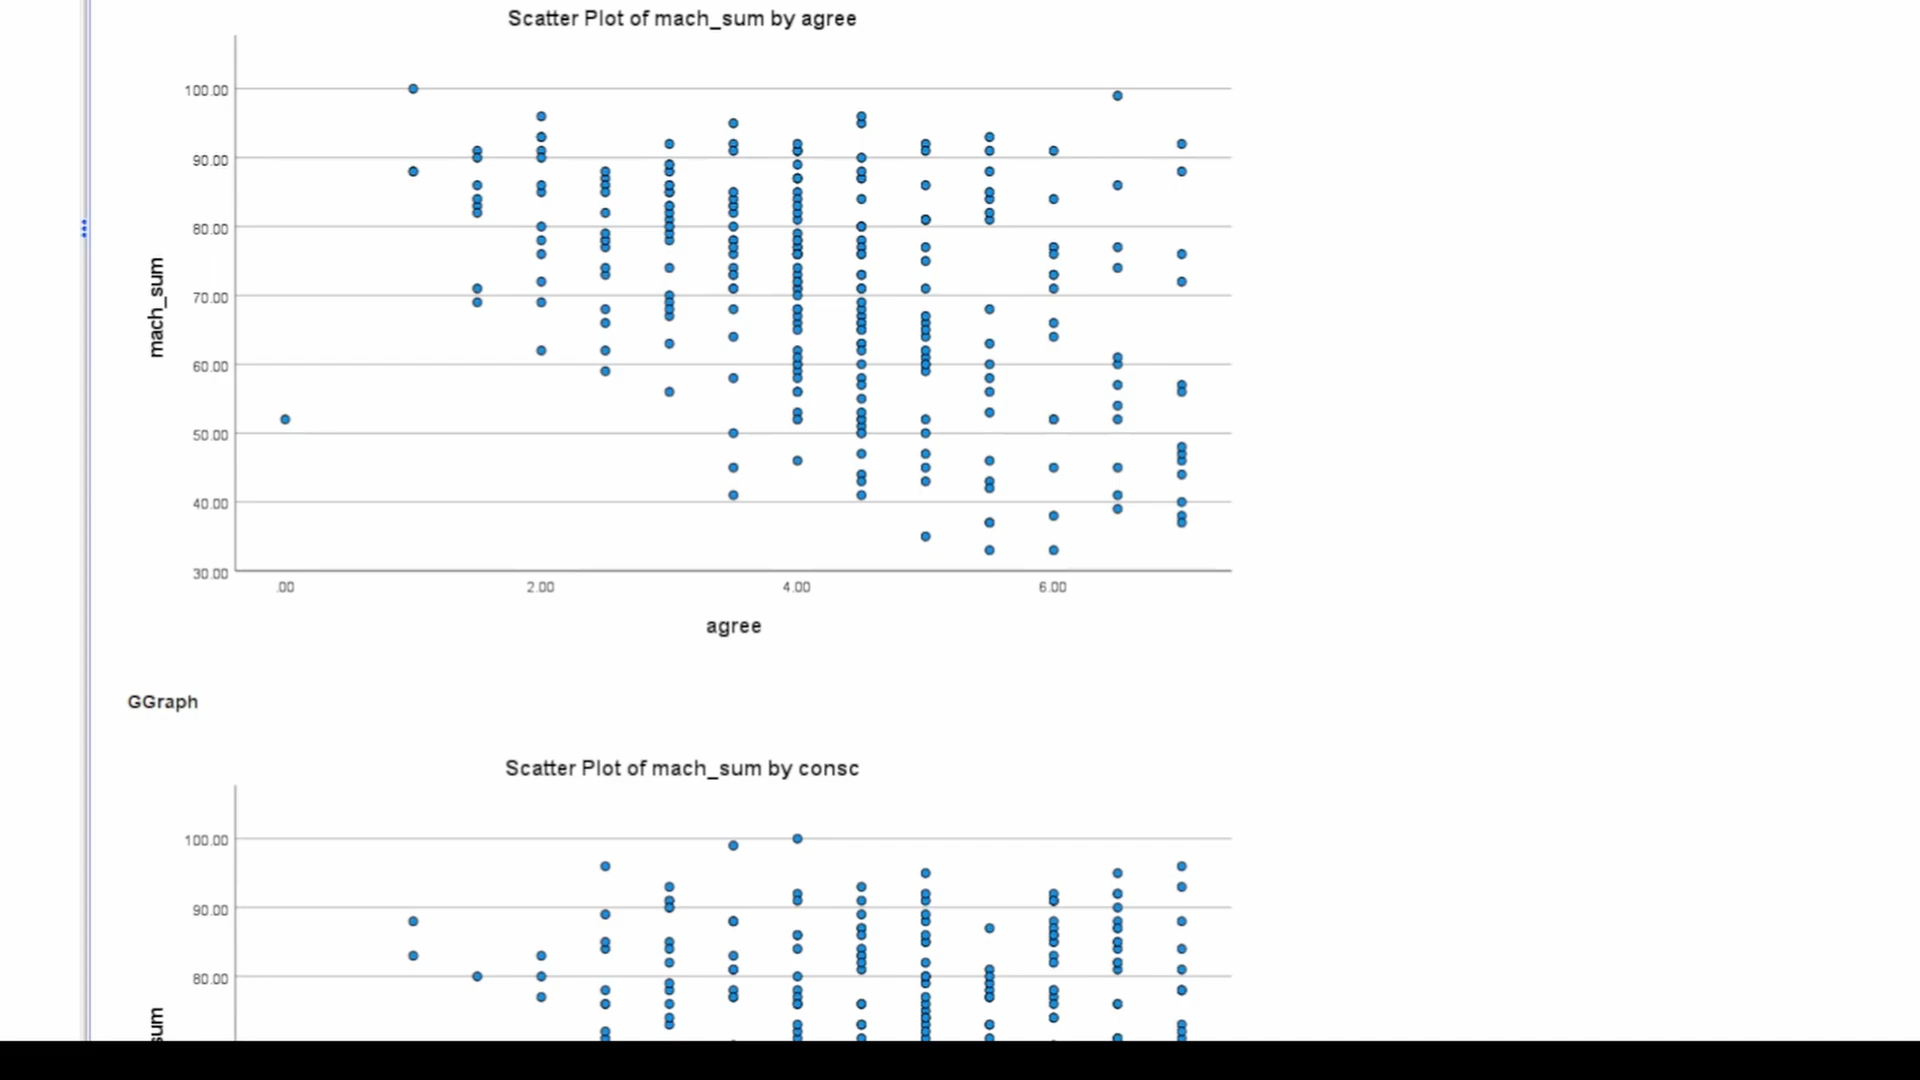 Scatter Plot of mach_sum by agree
100.00
90.00
80.00
70.00
60.00
50.00
40.00
30.00
mach_sum
.00 2.00 4.00 6.00
agree
GGraph
Scatter Plot of mach_sum by consc
100.00
90.00
80.00
sum